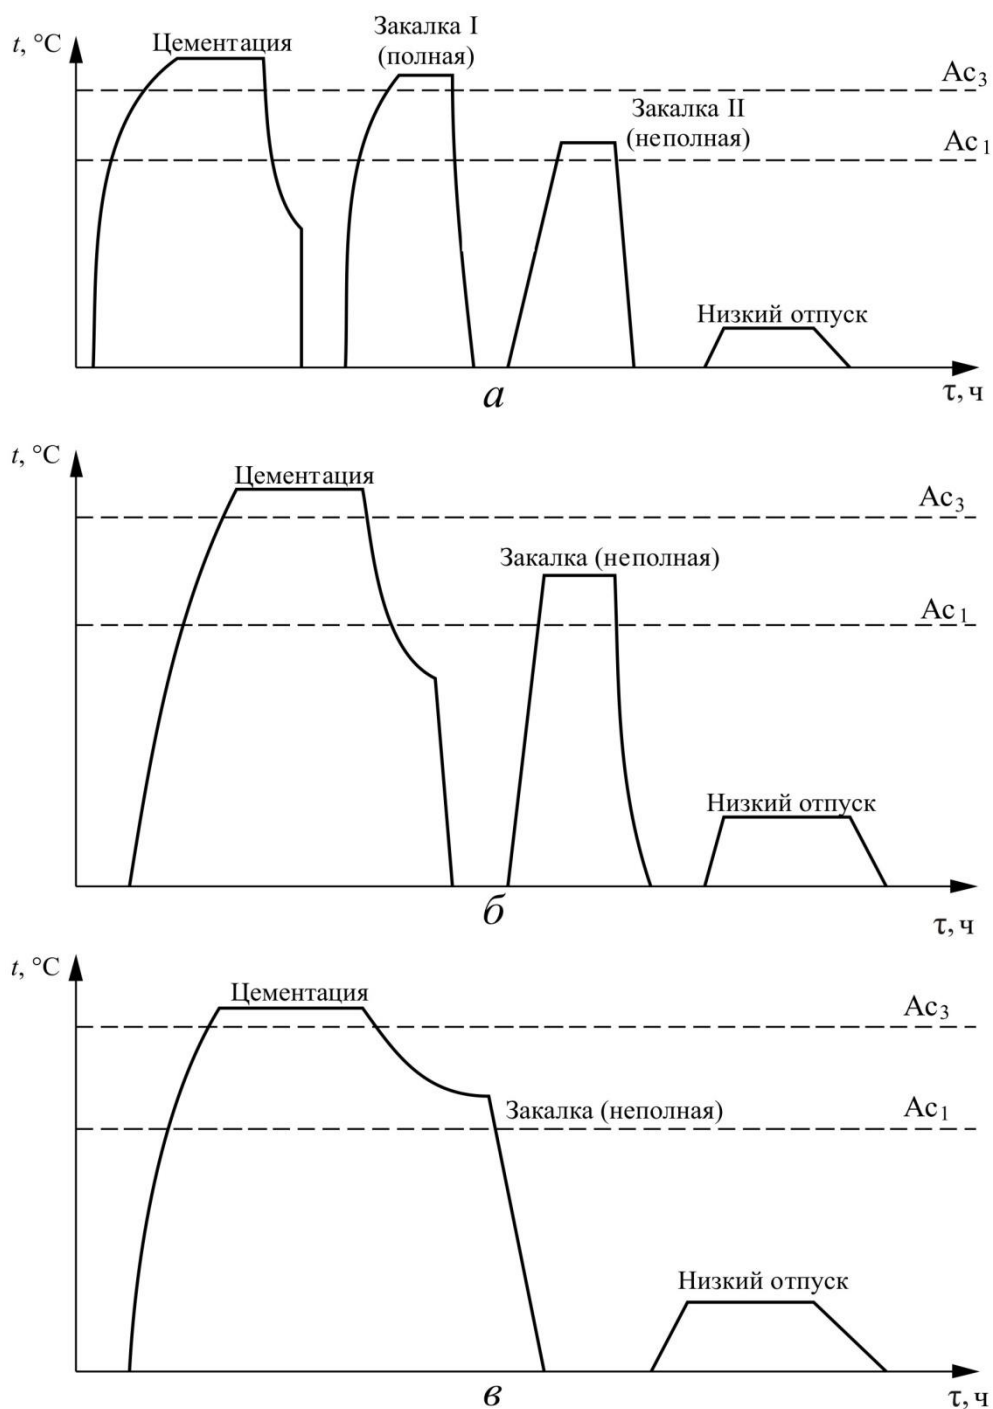 t, °C
Цементация
Закалка I
(полная)
Ac3
Закалка II
(неполная)
Ac1
Низкий отпуск
τ, ч
а
t, °C
Цементация
Ac3
Закалка (неполная)
Ac1
Низкий отпуск
τ, ч
б
t, °C
Цементация
Ac3
Закалка (неполная)
Ac1
Низкий отпуск
τ, ч
в